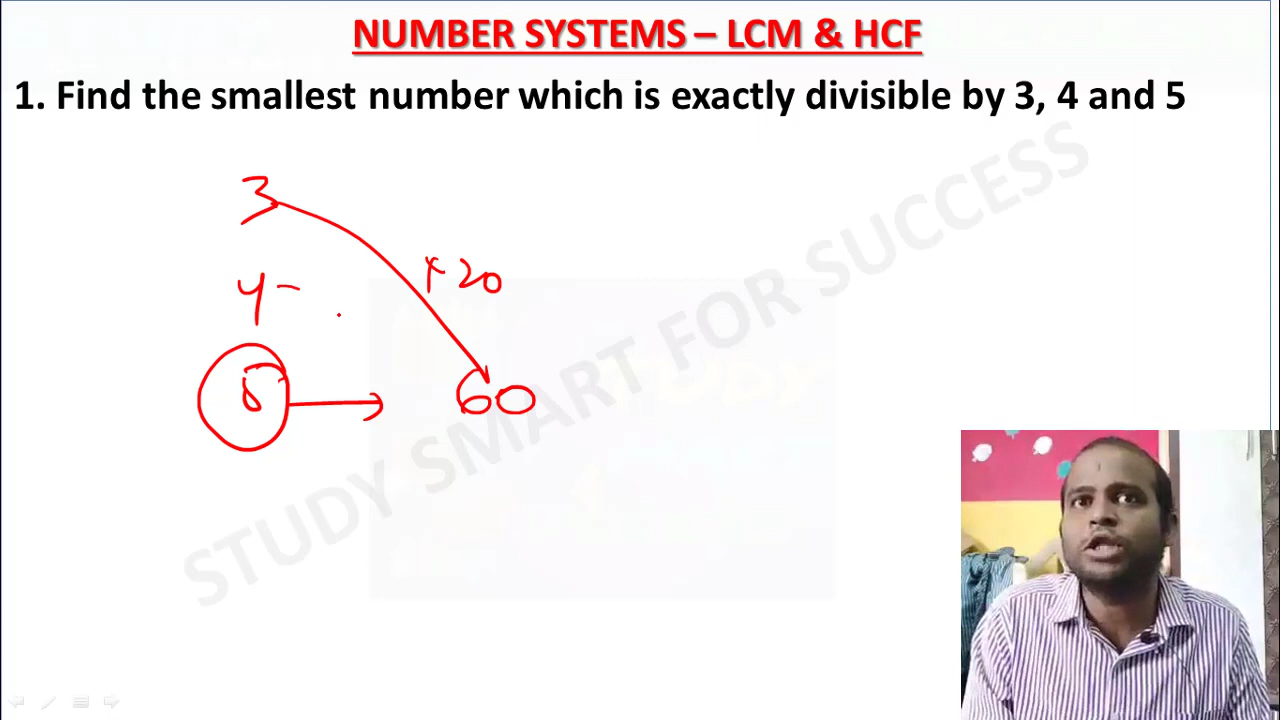 NUMBER SYSTEMS – LCM & HCF
1. Find the smallest number which is exactly divisible by 3, 4 and 5
3
× 20
4 –
5
60
STUDY SMART FOR SUCCESS